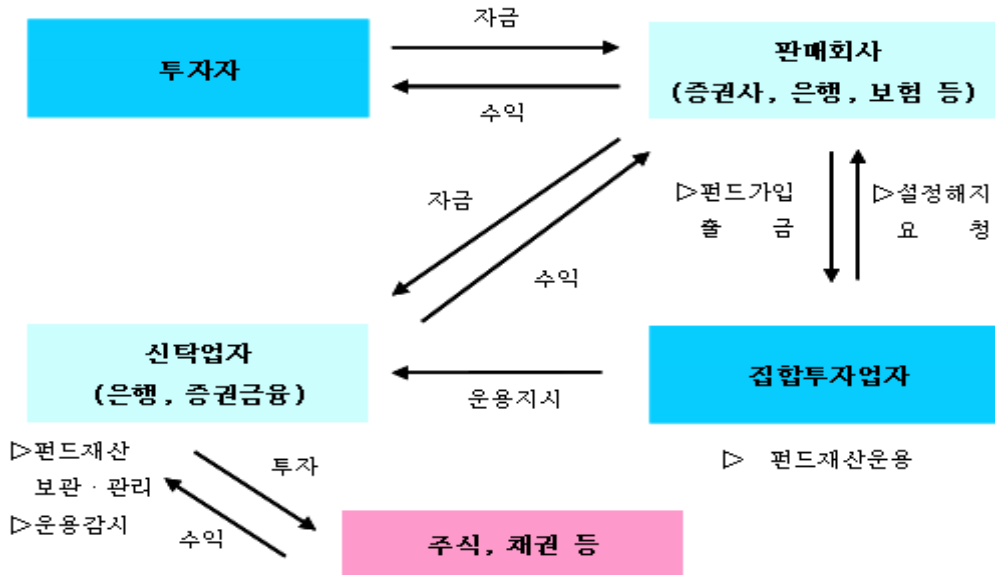 자금
투자자
판매회사
(증권사, 은행, 보험 등)
수익
자금
▷펀드가입
출 금
▷설정해지
요 청
수익
신탁업자
(은행, 증권금융)
운용지시
집합투자업자
▷펀드재산
보관 · 관리
▷운용감시
투자
수익
▷ 펀드재산운용
주식, 채권 등